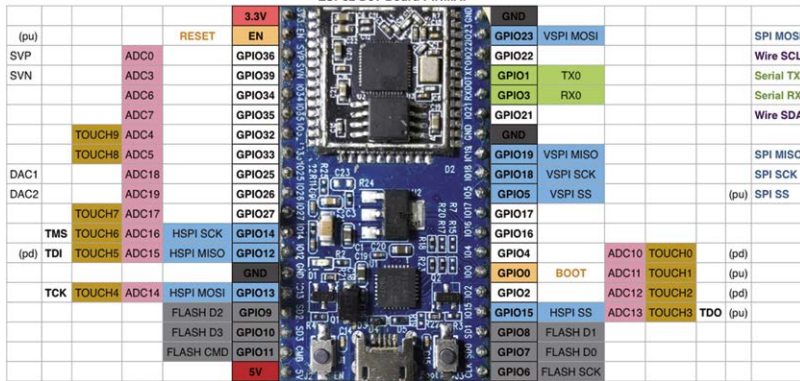 3.3V GND
(pu) RESET EN GPIO23 VSPI MOSI SPI MOSI
SVP ADC0 GPIO36 GPIO22 Wire SCL
SVN ADC3 GPIO39 GPIO1 TX0 Serial TX
ADC6 GPIO34 GPIO3 RX0 Serial RX
ADC7 GPIO35 GPIO21 Wire SDA
TOUCH9 ADC4 GPIO32 GND
TOUCH8 ADC5 GPIO33 GPIO19 VSPI MISO SPI MISO
DAC1 ADC18 GPIO25 GPIO18 VSPI SCK SPI SCK
DAC2 ADC19 GPIO26 GPIO5 VSPI SS (pu) SPI SS
TOUCH7 ADC17 GPIO27 GPIO17
TMS TOUCH6 ADC16 HSPI SCK GPIO14 GPIO16
(pd) TDI TOUCH5 ADC15 HSPI MISO GPIO12 GPIO4 ADC10 TOUCH0 (pd)
GND GPIO0 BOOT ADC11 TOUCH1 (pu)
TCK TOUCH4 ADC14 HSPI MOSI GPIO13 GPIO2 ADC12 TOUCH2 (pd)
FLASH D2 GPIO9 GPIO15 HSPI SS ADC13 TOUCH3 TDO (pu)
FLASH D3 GPIO10 GPIO8 FLASH D1
FLASH CMD GPIO11 GPIO7 FLASH D0
5V GPIO6 FLASH SCK